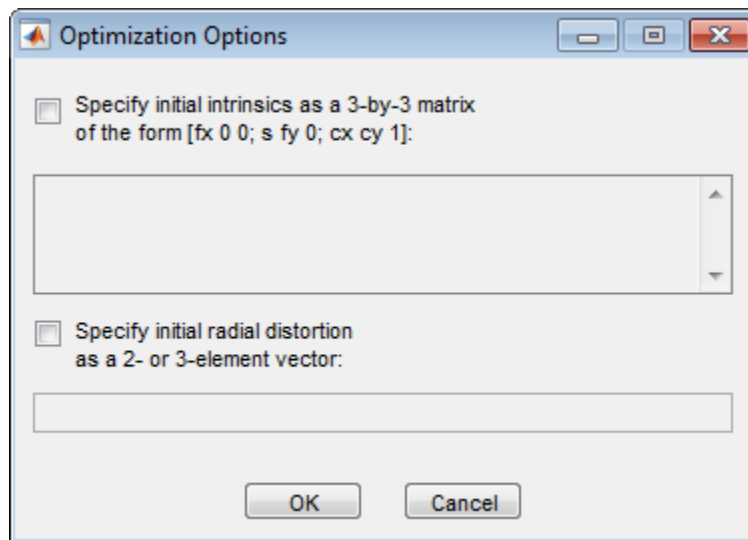 Optimization Options
Specify initial intrinsics as a 3-by-3 matrix
of the form [fx 0 0; s fy 0; cx cy 1]:
Specify initial radial distortion
as a 2- or 3-element vector:
OK Cancel